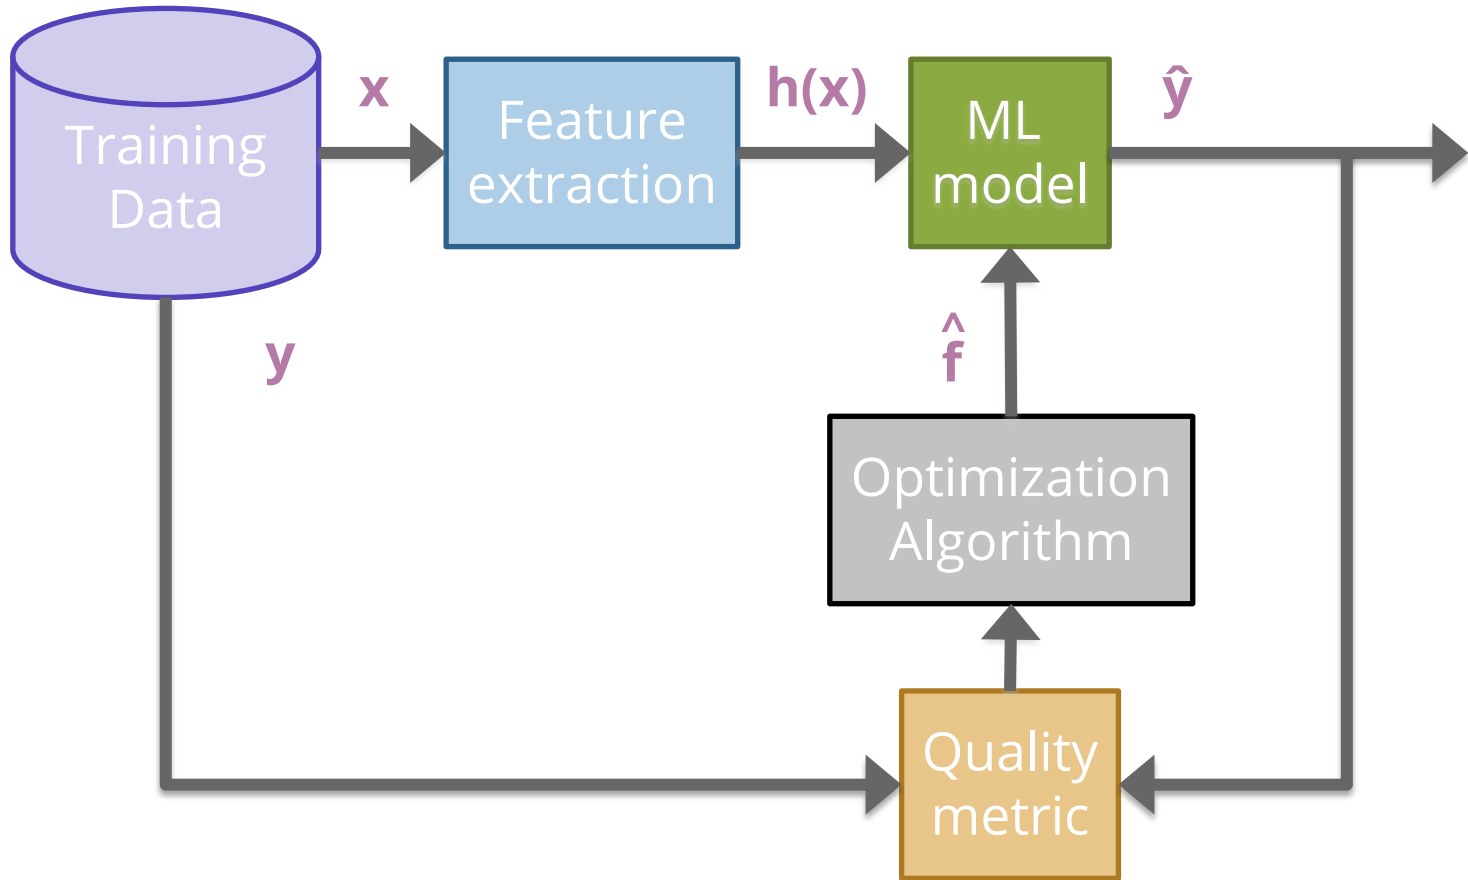 x
h(x)
ŷ
Training
Data
Feature
extraction
ML
model
y
f̂
Optimization
Algorithm
Quality
metric